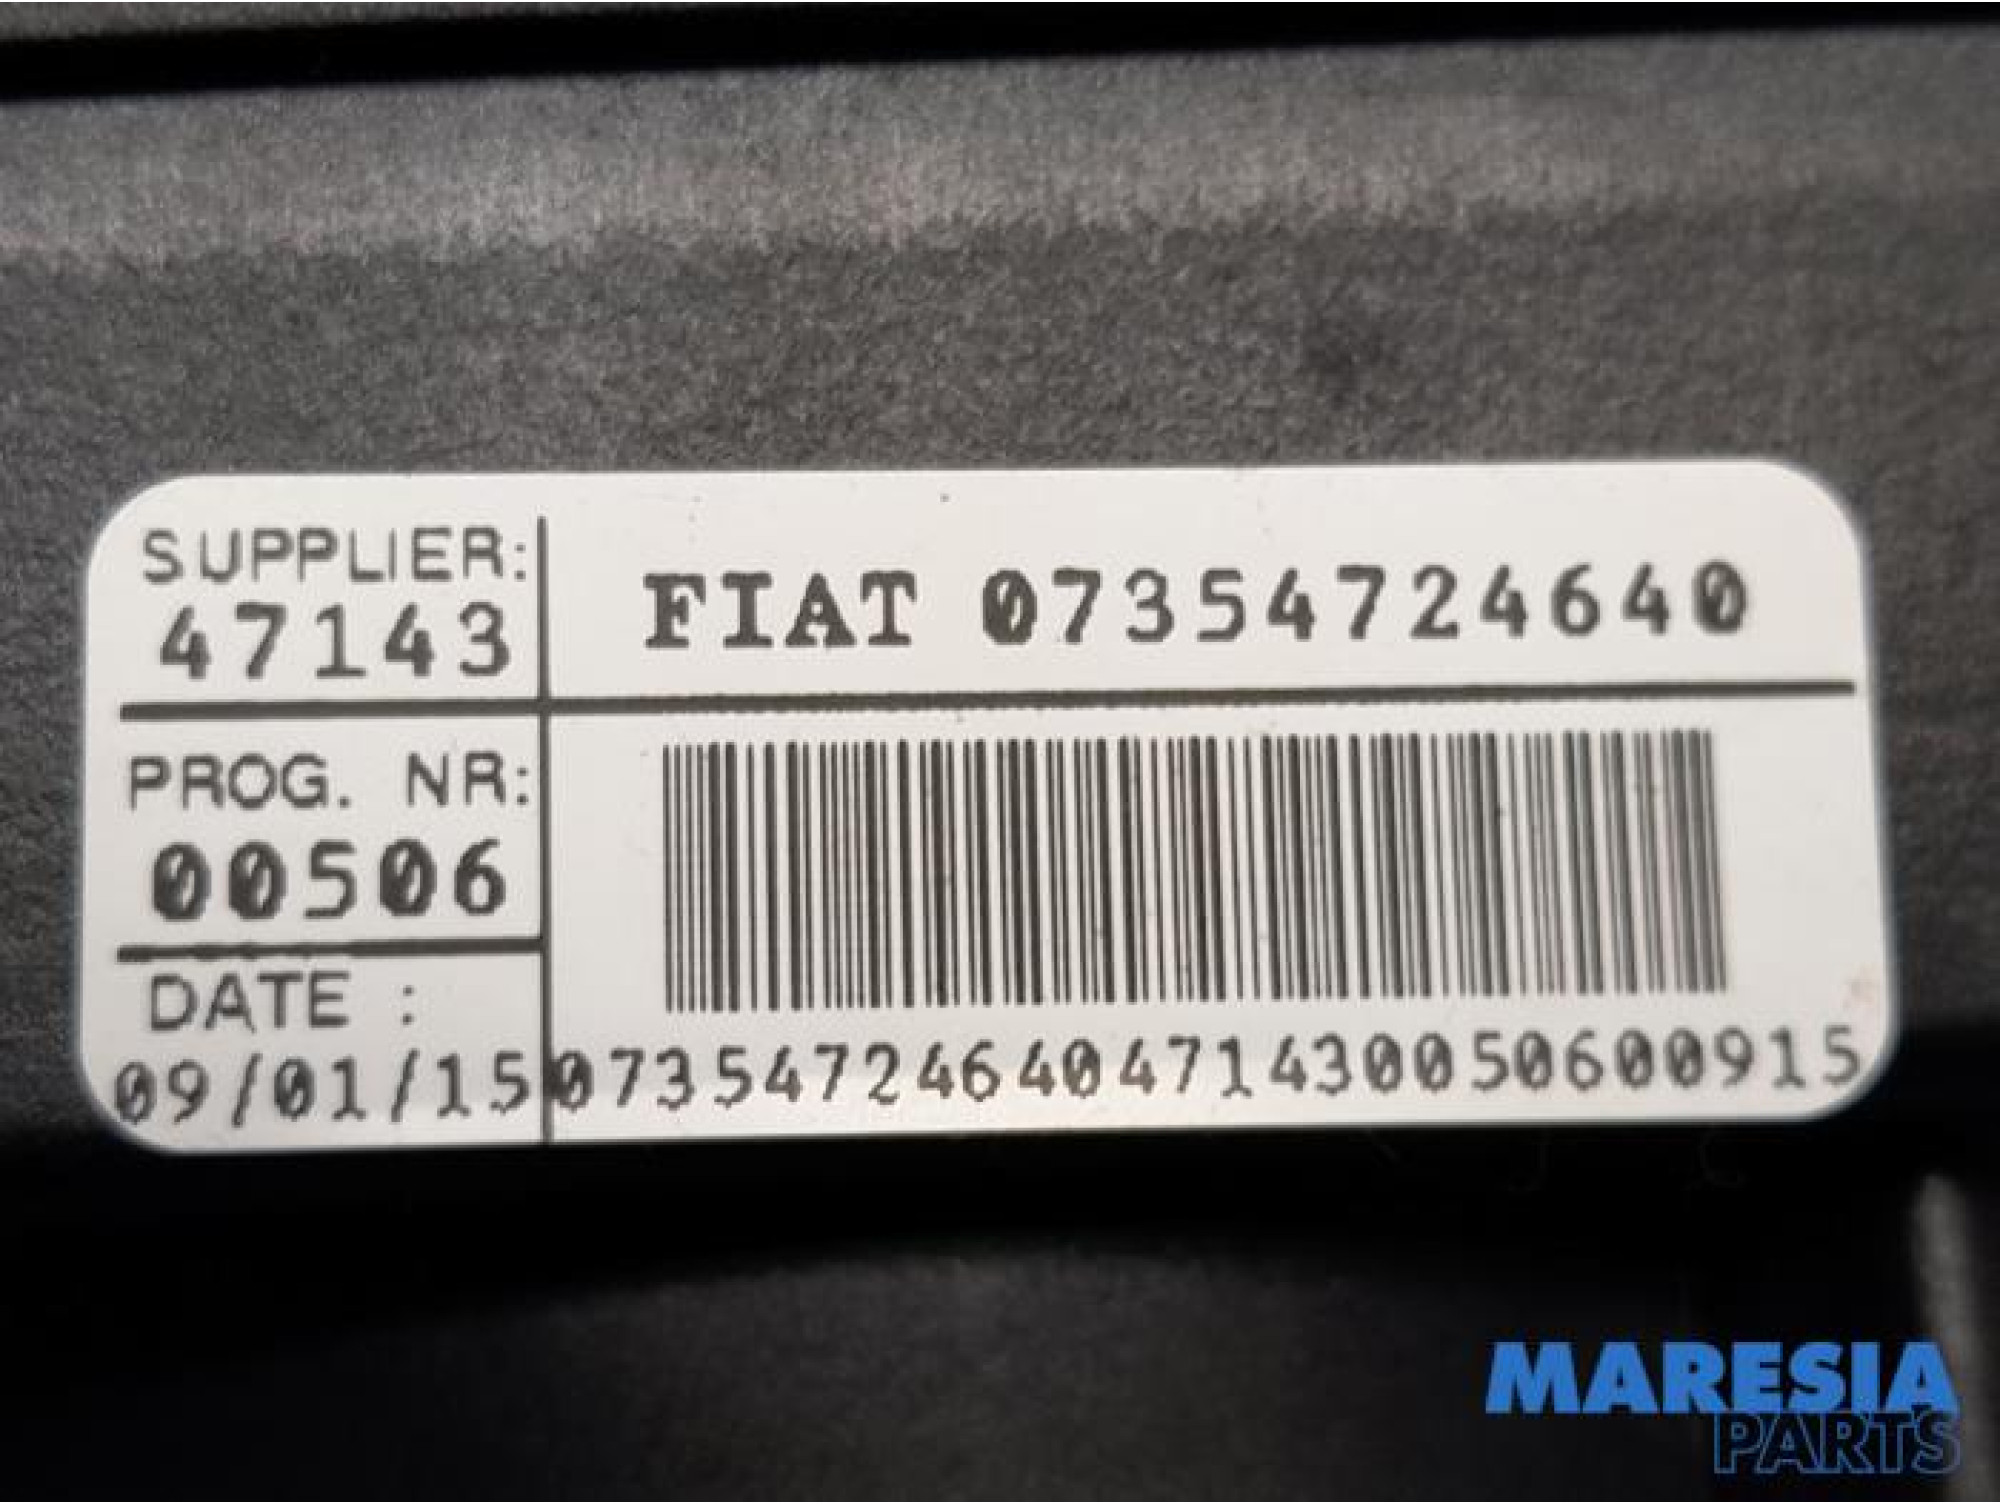 SUPPLIER:
47143
FIAT 07354724640
PROG. NR:
00506
DATE :
09/01/15
07354724640471430050600915
MARESIA
PARTS